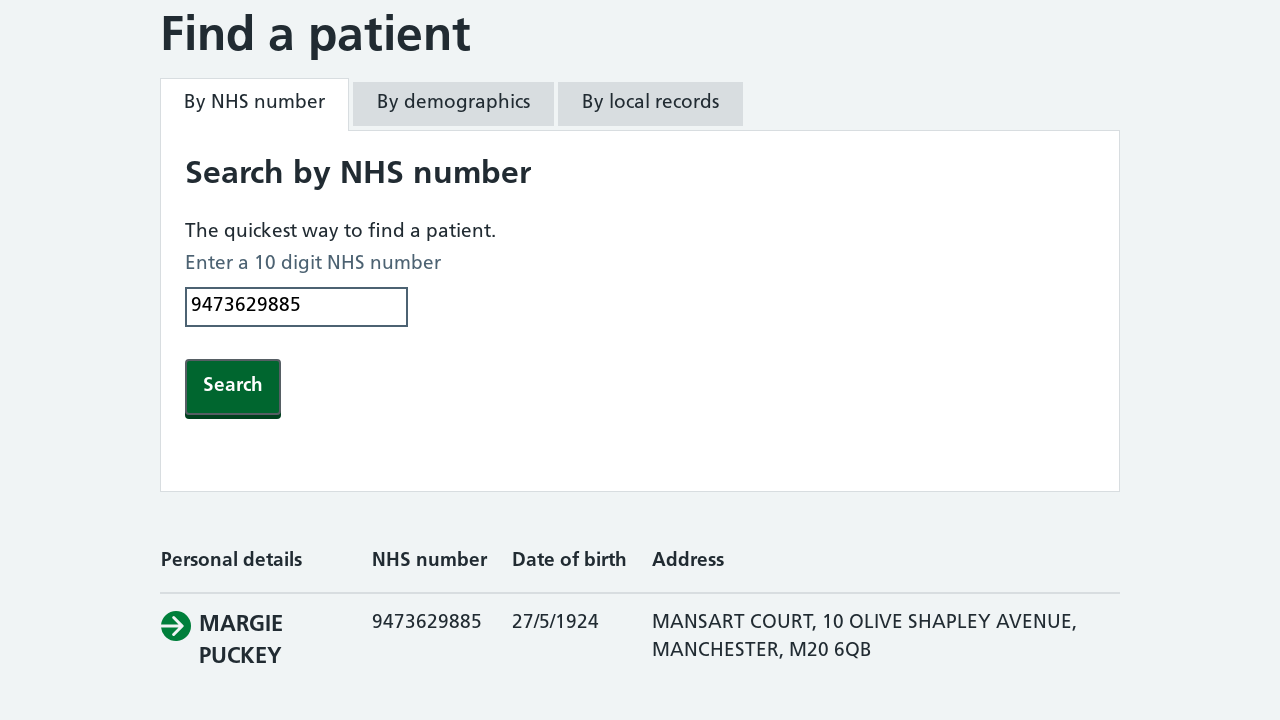 Find a patient
By NHS number
By demographics
By local records
Search by NHS number
The quickest way to find a patient.
Enter a 10 digit NHS number
9473629885
Search
Personal details NHS number Date of birth Address
MARGIE 9473629885 27/5/1924 MANSART COURT, 10 OLIVE SHAPLEY AVENUE,
PUCKEY MANCHESTER, M20 6QB